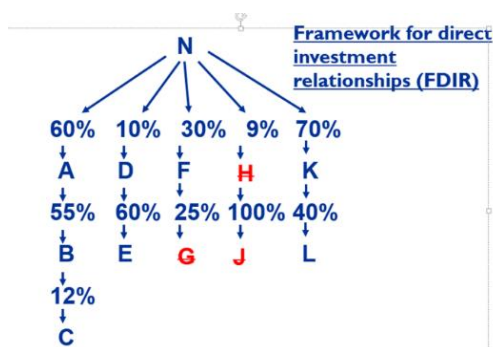 N
Framework for direct
investment
relationships (FDIR)
60% 10% 30% 9% 70%
A D F H K
55% 60% 25% 100% 40%
B E G J L
12%
C